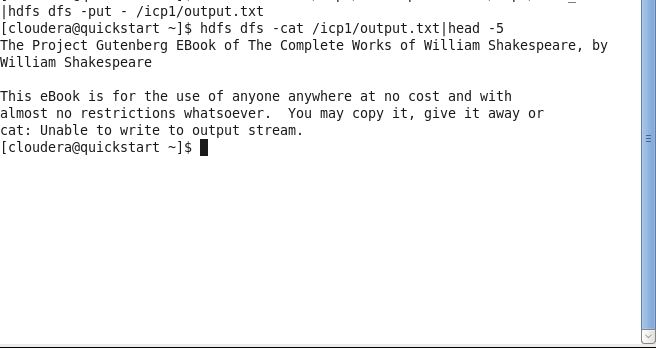 |hdfs dfs -put - /icp1/output.txt
[cloudera@quickstart ~]$ hdfs dfs -cat /icp1/output.txt|head -5
The Project Gutenberg EBook of The Complete Works of William Shakespeare, by
William Shakespeare

This eBook is for the use of anyone anywhere at no cost and with
almost no restrictions whatsoever.  You may copy it, give it away or
cat: Unable to write to output stream.
[cloudera@quickstart ~]$